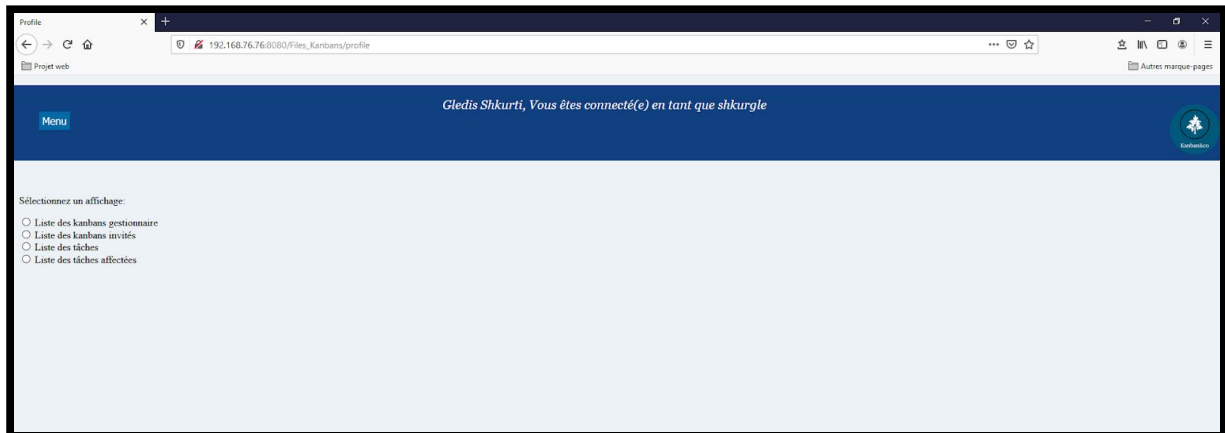 Profile
192.168.76.76:8080/Files_Kanbans/profile
Projet web
Autres marque-pages
Gledis Shkurti, Vous êtes connecté(e) en tant que shkurgle
Menu
Kanban&co
Sélectionnez un affichage:
Liste des kanbans gestionnaire
Liste des kanbans invités
Liste des tâches
Liste des tâches affectées